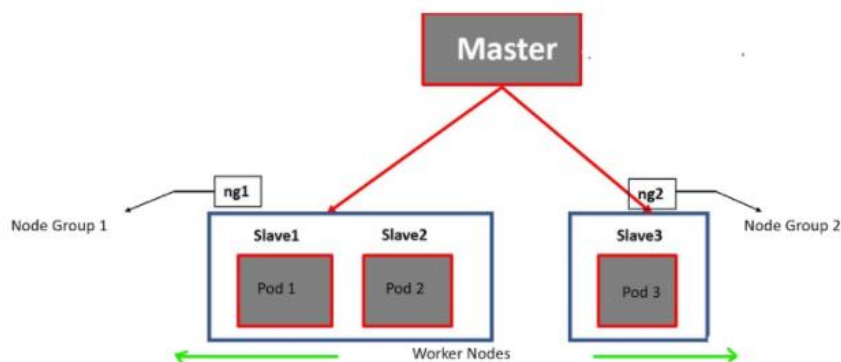 Master
ng1
ng2
Node Group 1
Node Group 2
Slave1
Slave2
Slave3
Pod 1
Pod 2
Pod 3
Worker Nodes